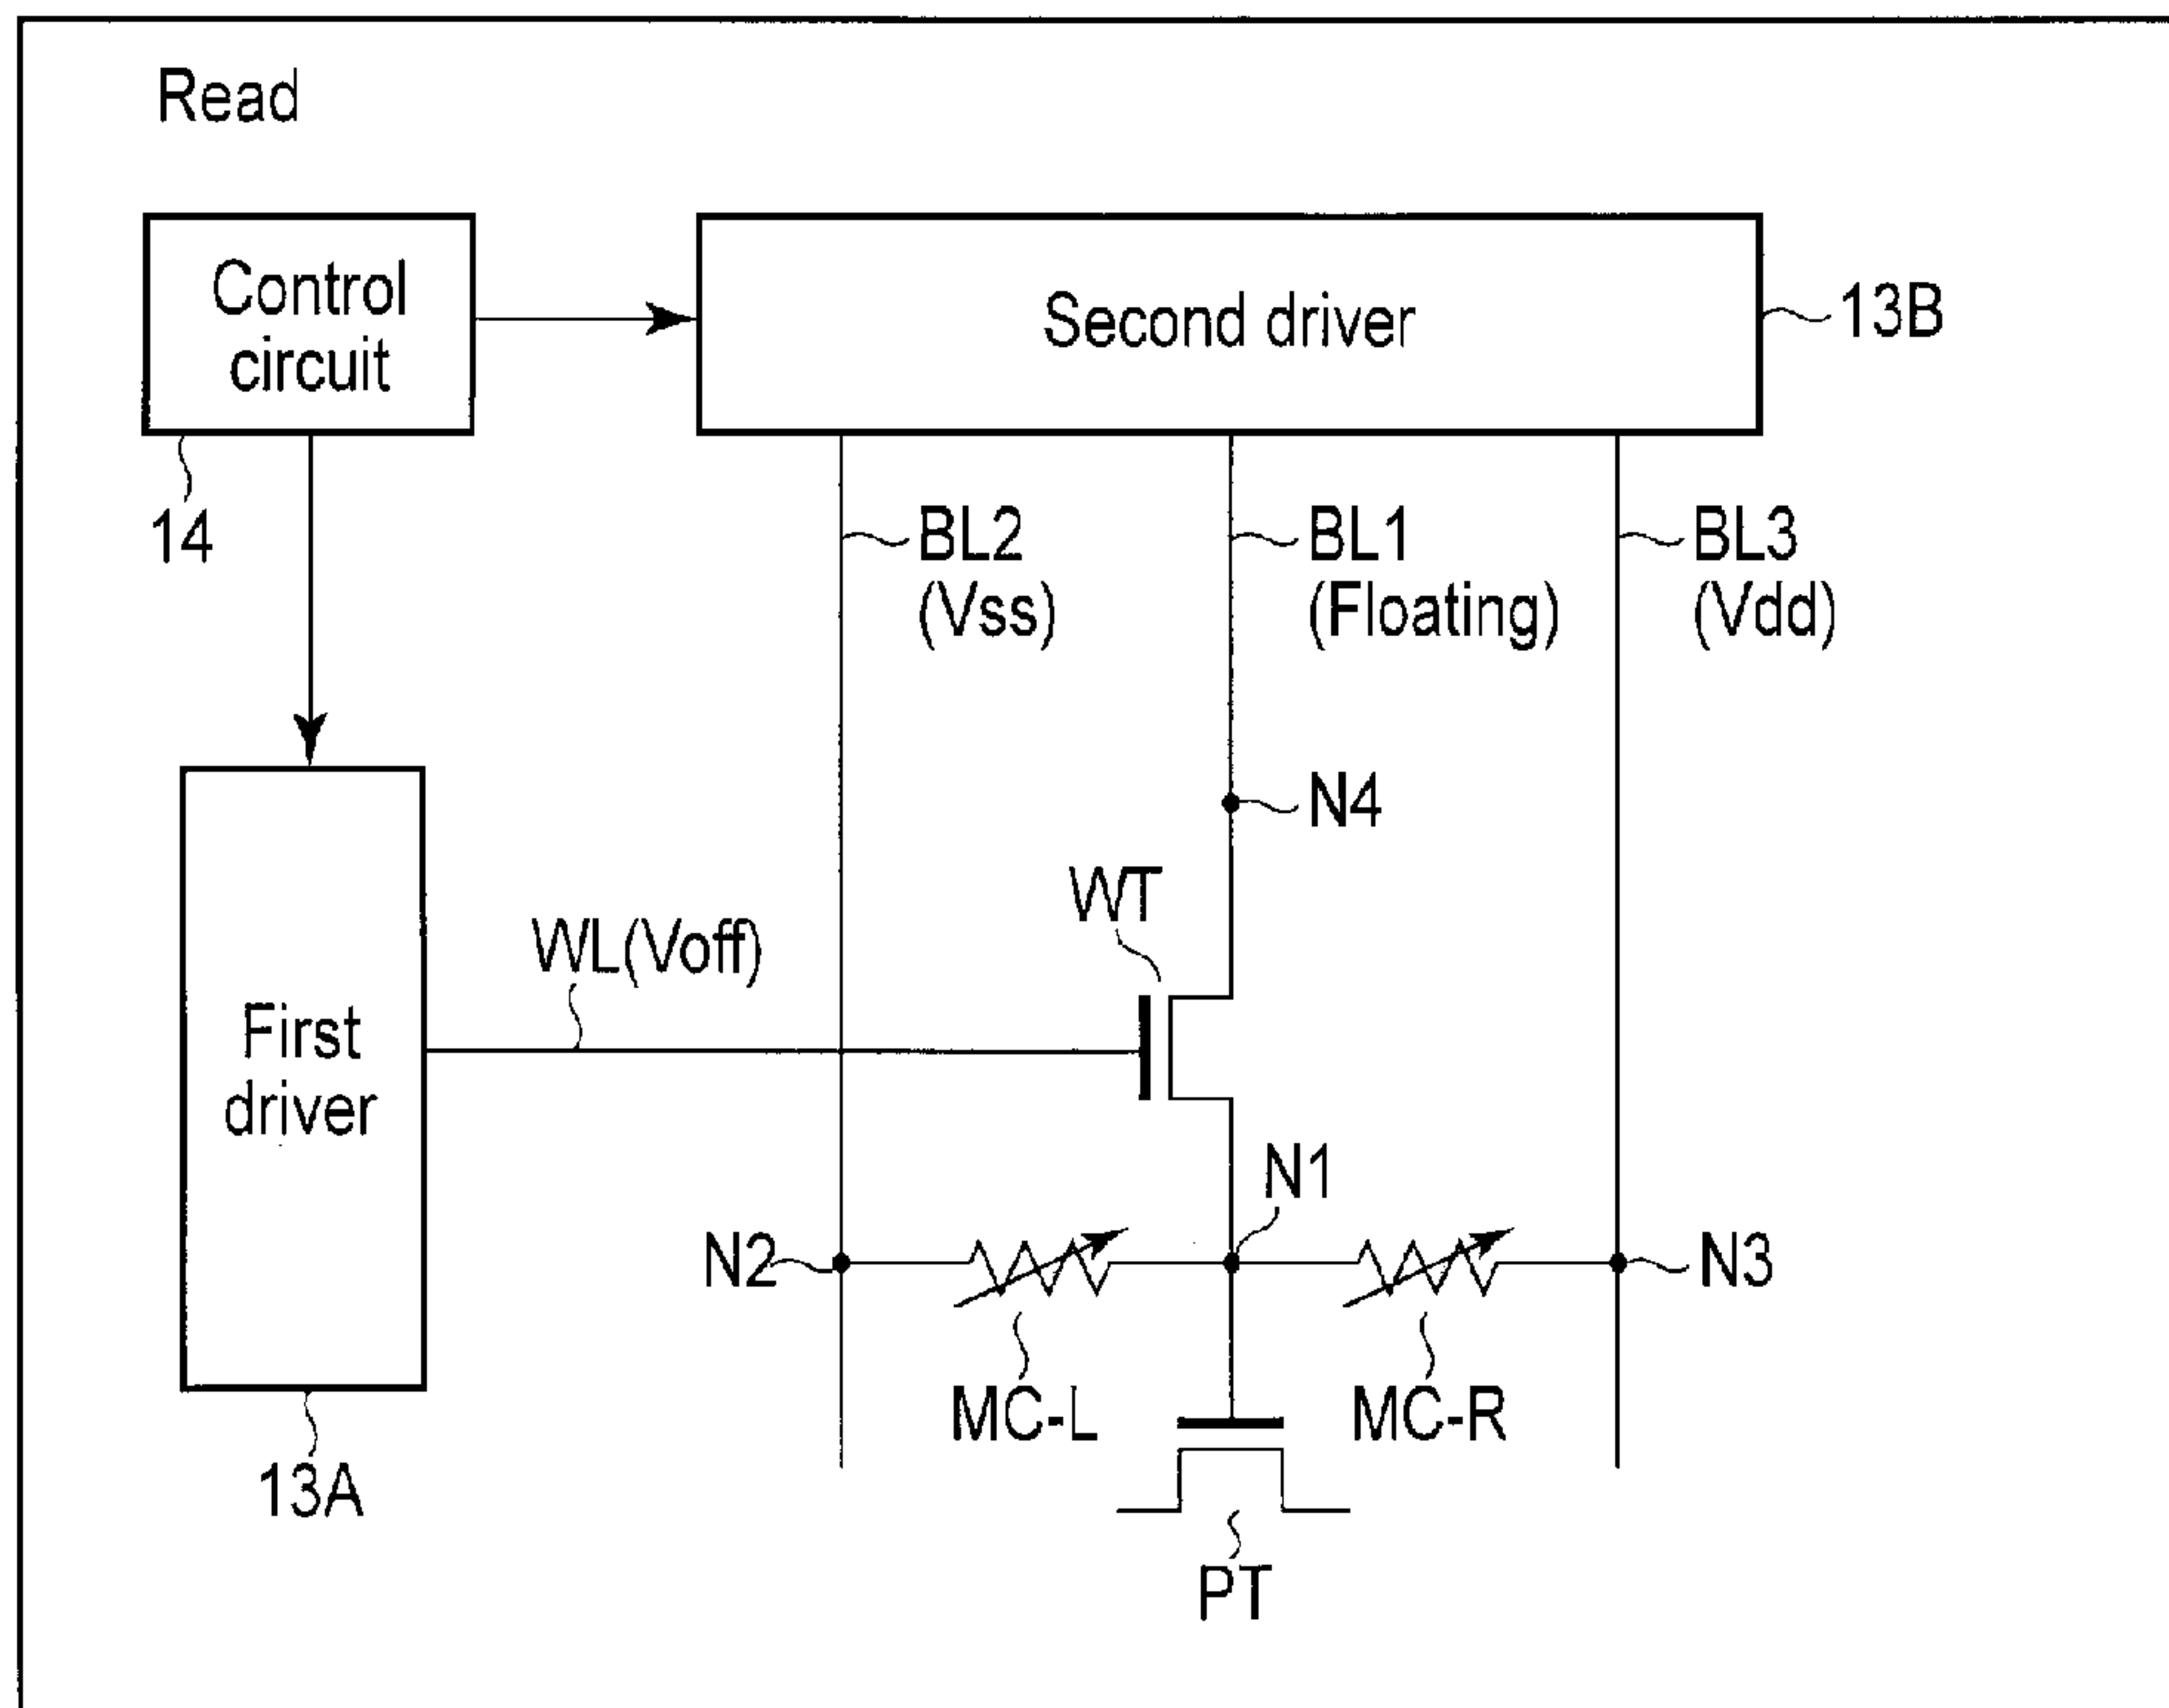 Read
Control
circuit
Second driver
13B
14
BL2
(Vss)
BL1
(Floating)
BL3
(Vdd)
N4
WT
WL(Voff)
First
driver
N1
N2
N3
MC-L
MC-R
13A
PT